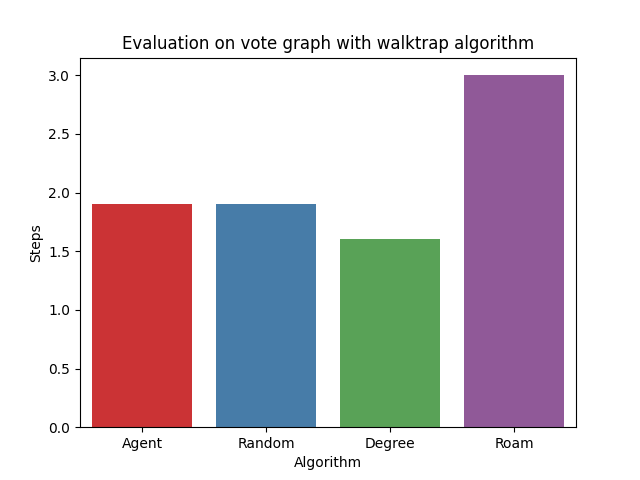 Evaluation on vote graph with walktrap algorithm
3.0
2.5
2.0
1.5
1.0
0.5
0.0
Steps
Agent Random Degree Roam
Algorithm